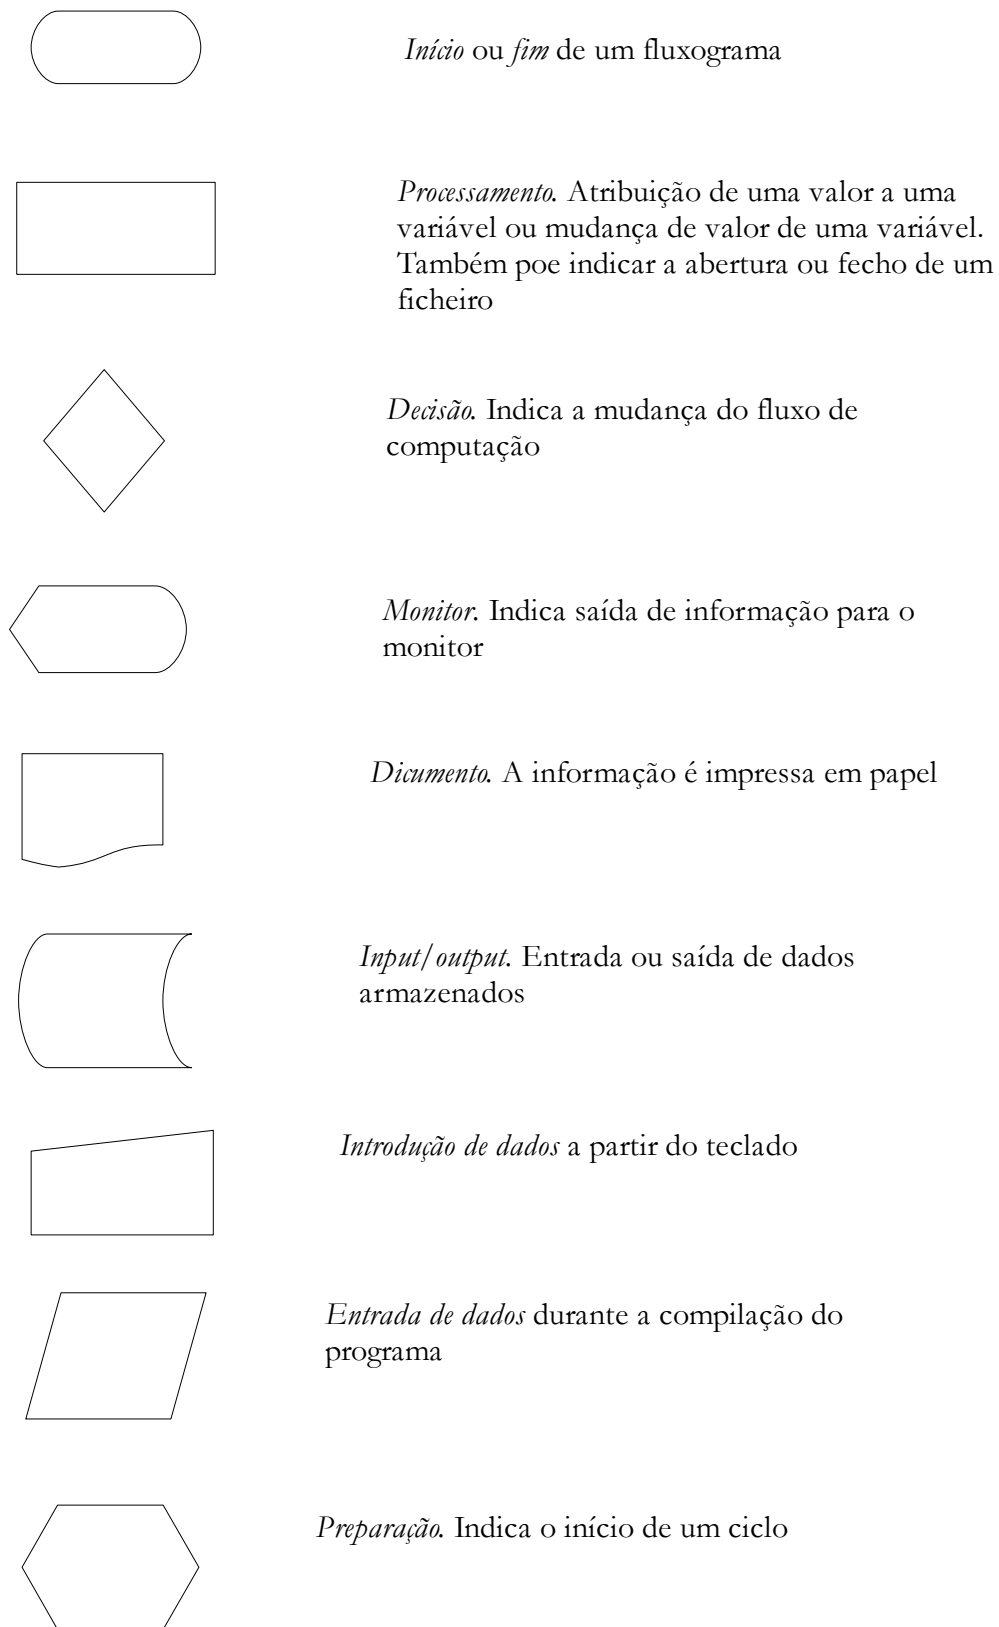 Início ou fim de um fluxograma
Processamento. Atribuição de uma valor a uma
variável ou mudança de valor de uma variável.
Também poe indicar a abertura ou fecho de um
ficheiro
Decisão. Indica a mudança do fluxo de
computação
Monitor. Indica saída de informação para o
monitor
Dicumento. A informação é impressa em papel
Input/output. Entrada ou saída de dados
armazenados
Introdução de dados a partir do teclado
Entrada de dados durante a compilação do
programa
Preparação. Indica o início de um ciclo